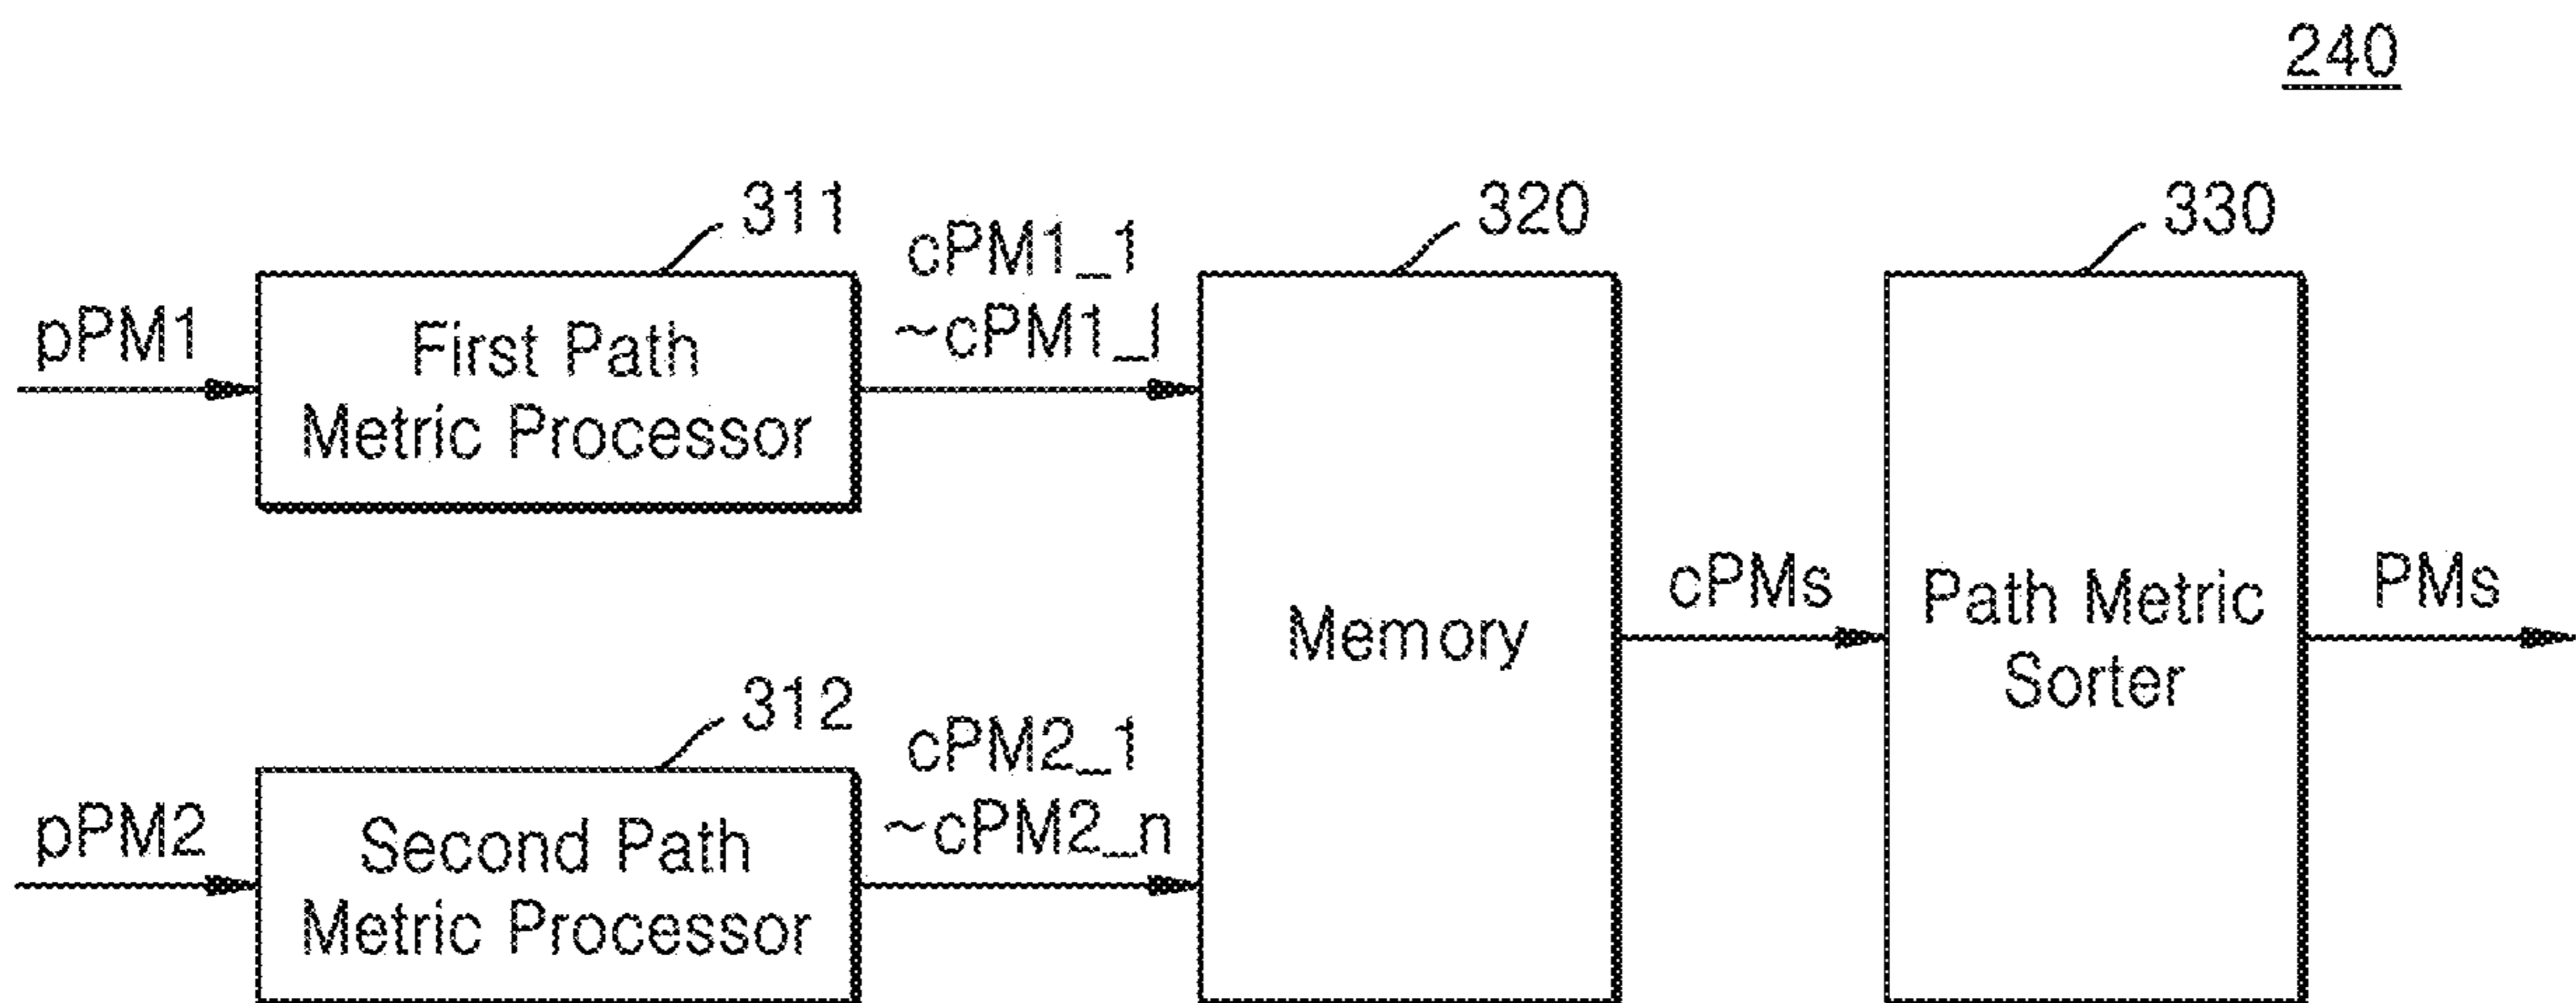 240
311
cPM1_1
~cPM1_l
320
330
pPM1
First Path
Metric Processor
Memory
cPMs
Path Metric
Sorter
PMs
312
cPM2_1
~cPM2_n
pPM2
Second Path
Metric Processor